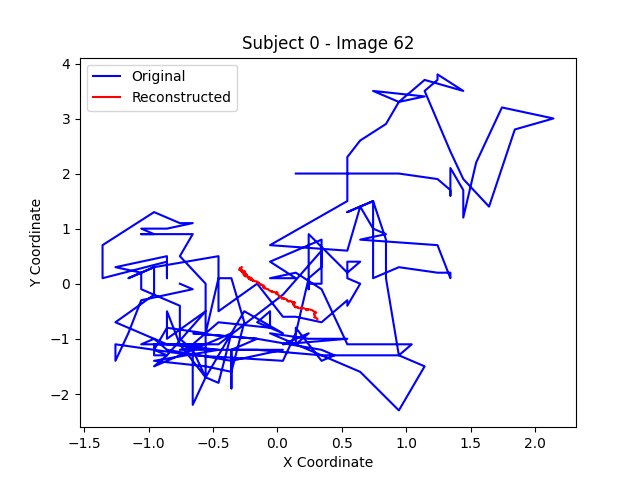 Subject 0 - Image 62
Original
Reconstructed
Y Coordinate
4
3
2
1
0
−1
−2
−1.5 −1.0 −0.5 0.0 0.5 1.0 1.5 2.0
X Coordinate